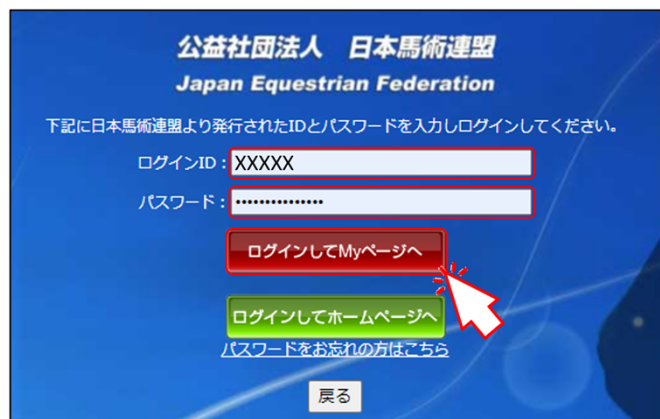 公益社団法人 日本馬術連盟
Japan Equestrian Federation
下記に日本馬術連盟より発行されたIDとパスワードを入力しログインしてください。
ログインID：XXXXX
パスワード：•••••••••••••••
ログインしてMyページへ
ログインしてホームページへ
パスワードをお忘れの方はこちら
戻る